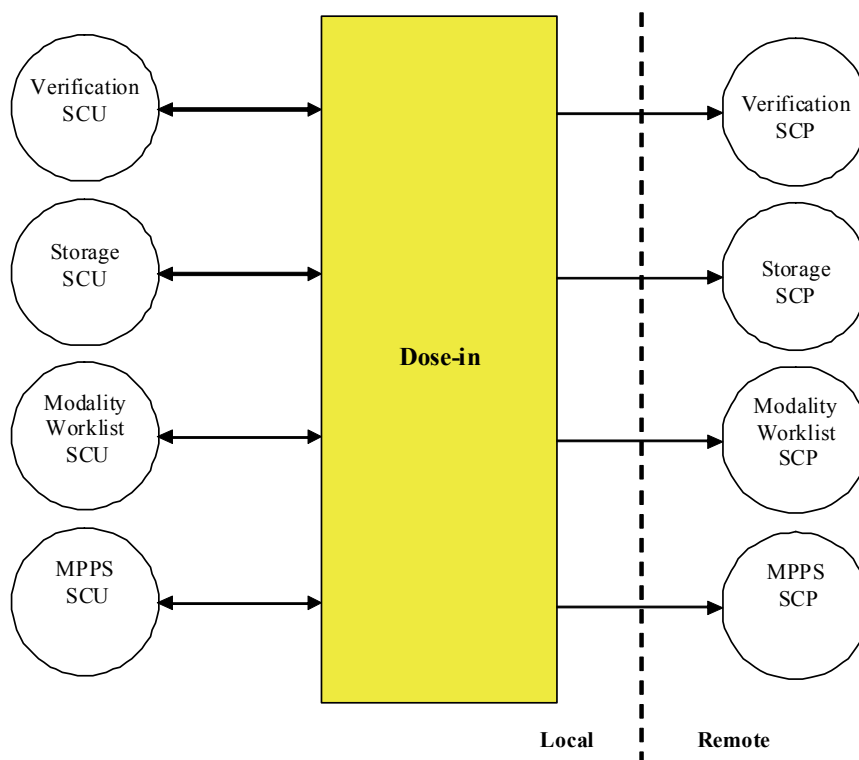 Verification
SCU
Verification
SCP
Storage
SCU
Storage
SCP
Dose-in
Modality
Worklist
SCU
Modality
Worklist
SCP
MPPS
SCU
MPPS
SCP
Local
Remote